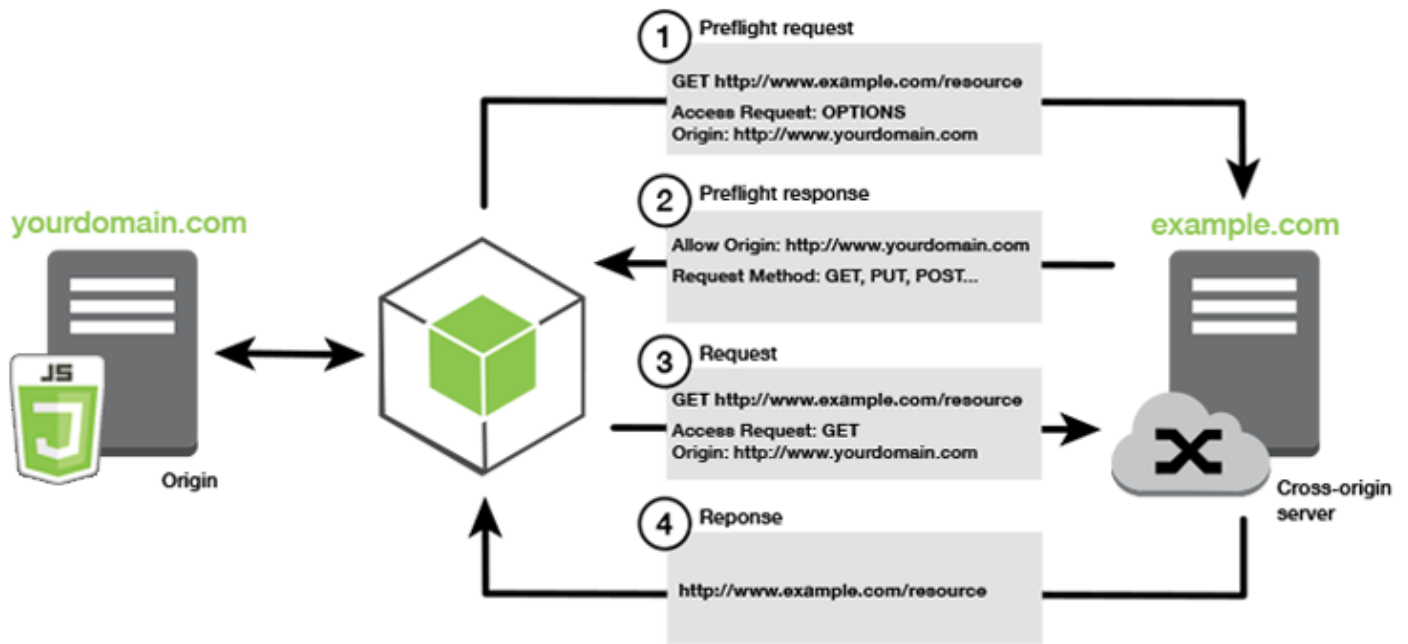 1
Preflight request
GET http://www.example.com/resource
Access Request: OPTIONS
Origin: http://www.yourdomain.com
2
Preflight response
Allow Origin: http://www.yourdomain.com
Request Method: GET, PUT, POST...
yourdomain.com
example.com
3
Request
GET http://www.example.com/resource
Access Request: GET
Origin: http://www.yourdomain.com
JS
J
Origin
Cross-origin
server
4
Reponse
http://www.example.com/resource